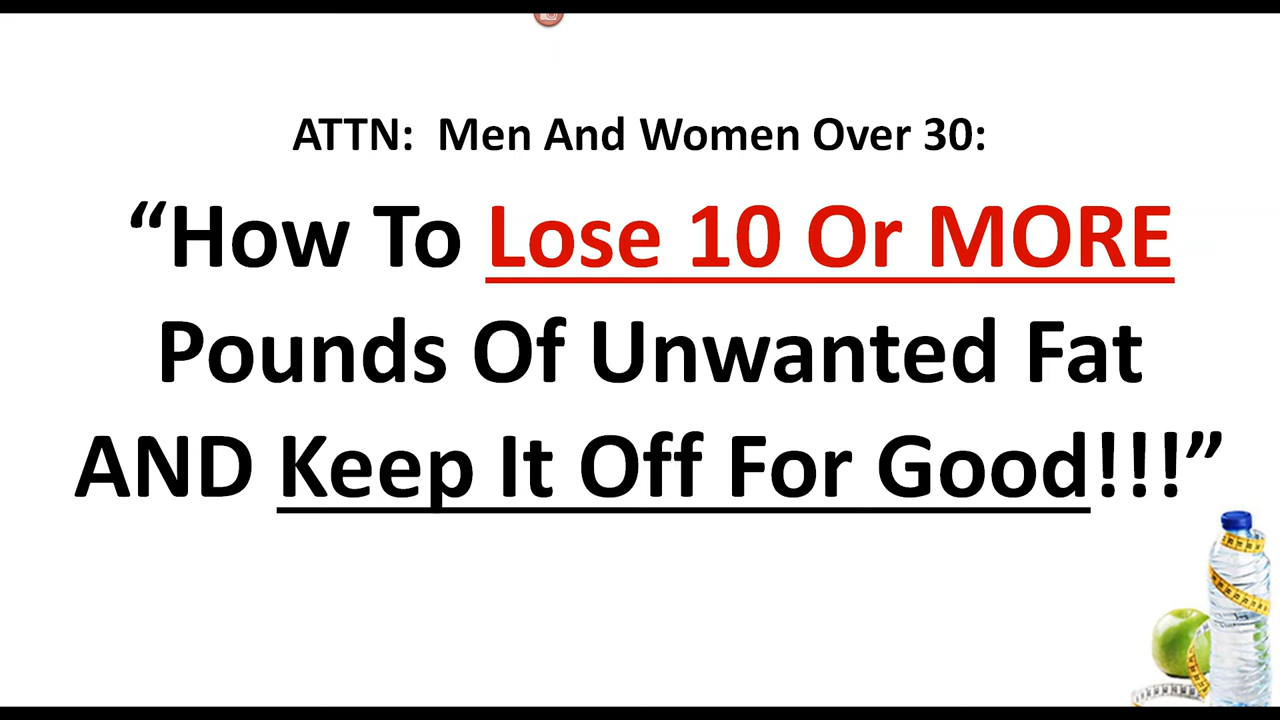 ATTN:  Men And Women Over 30:
“How To Lose 10 Or MORE
Pounds Of Unwanted Fat
AND Keep It Off For Good!!!”